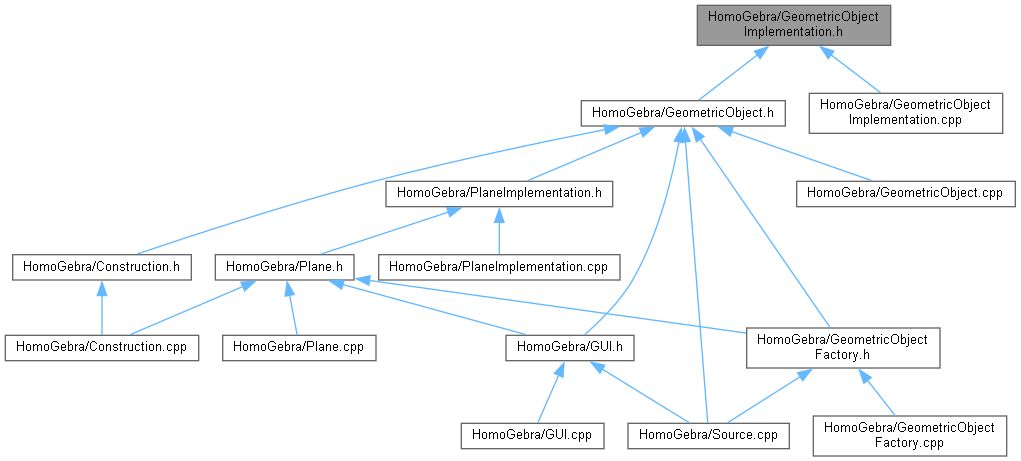 HomoGebra/GeometricObject
Implementation.h
HomoGebra/GeometricObject.h
HomoGebra/GeometricObject
Implementation.cpp
HomoGebra/PlaneImplementation.h
HomoGebra/GeometricObject.cpp
HomoGebra/Construction.h
HomoGebra/Plane.h
HomoGebra/PlaneImplementation.cpp
HomoGebra/Construction.cpp
HomoGebra/Plane.cpp
HomoGebra/GUI.h
HomoGebra/GeometricObject
Factory.h
HomoGebra/GUI.cpp
HomoGebra/Source.cpp
HomoGebra/GeometricObject
Factory.cpp